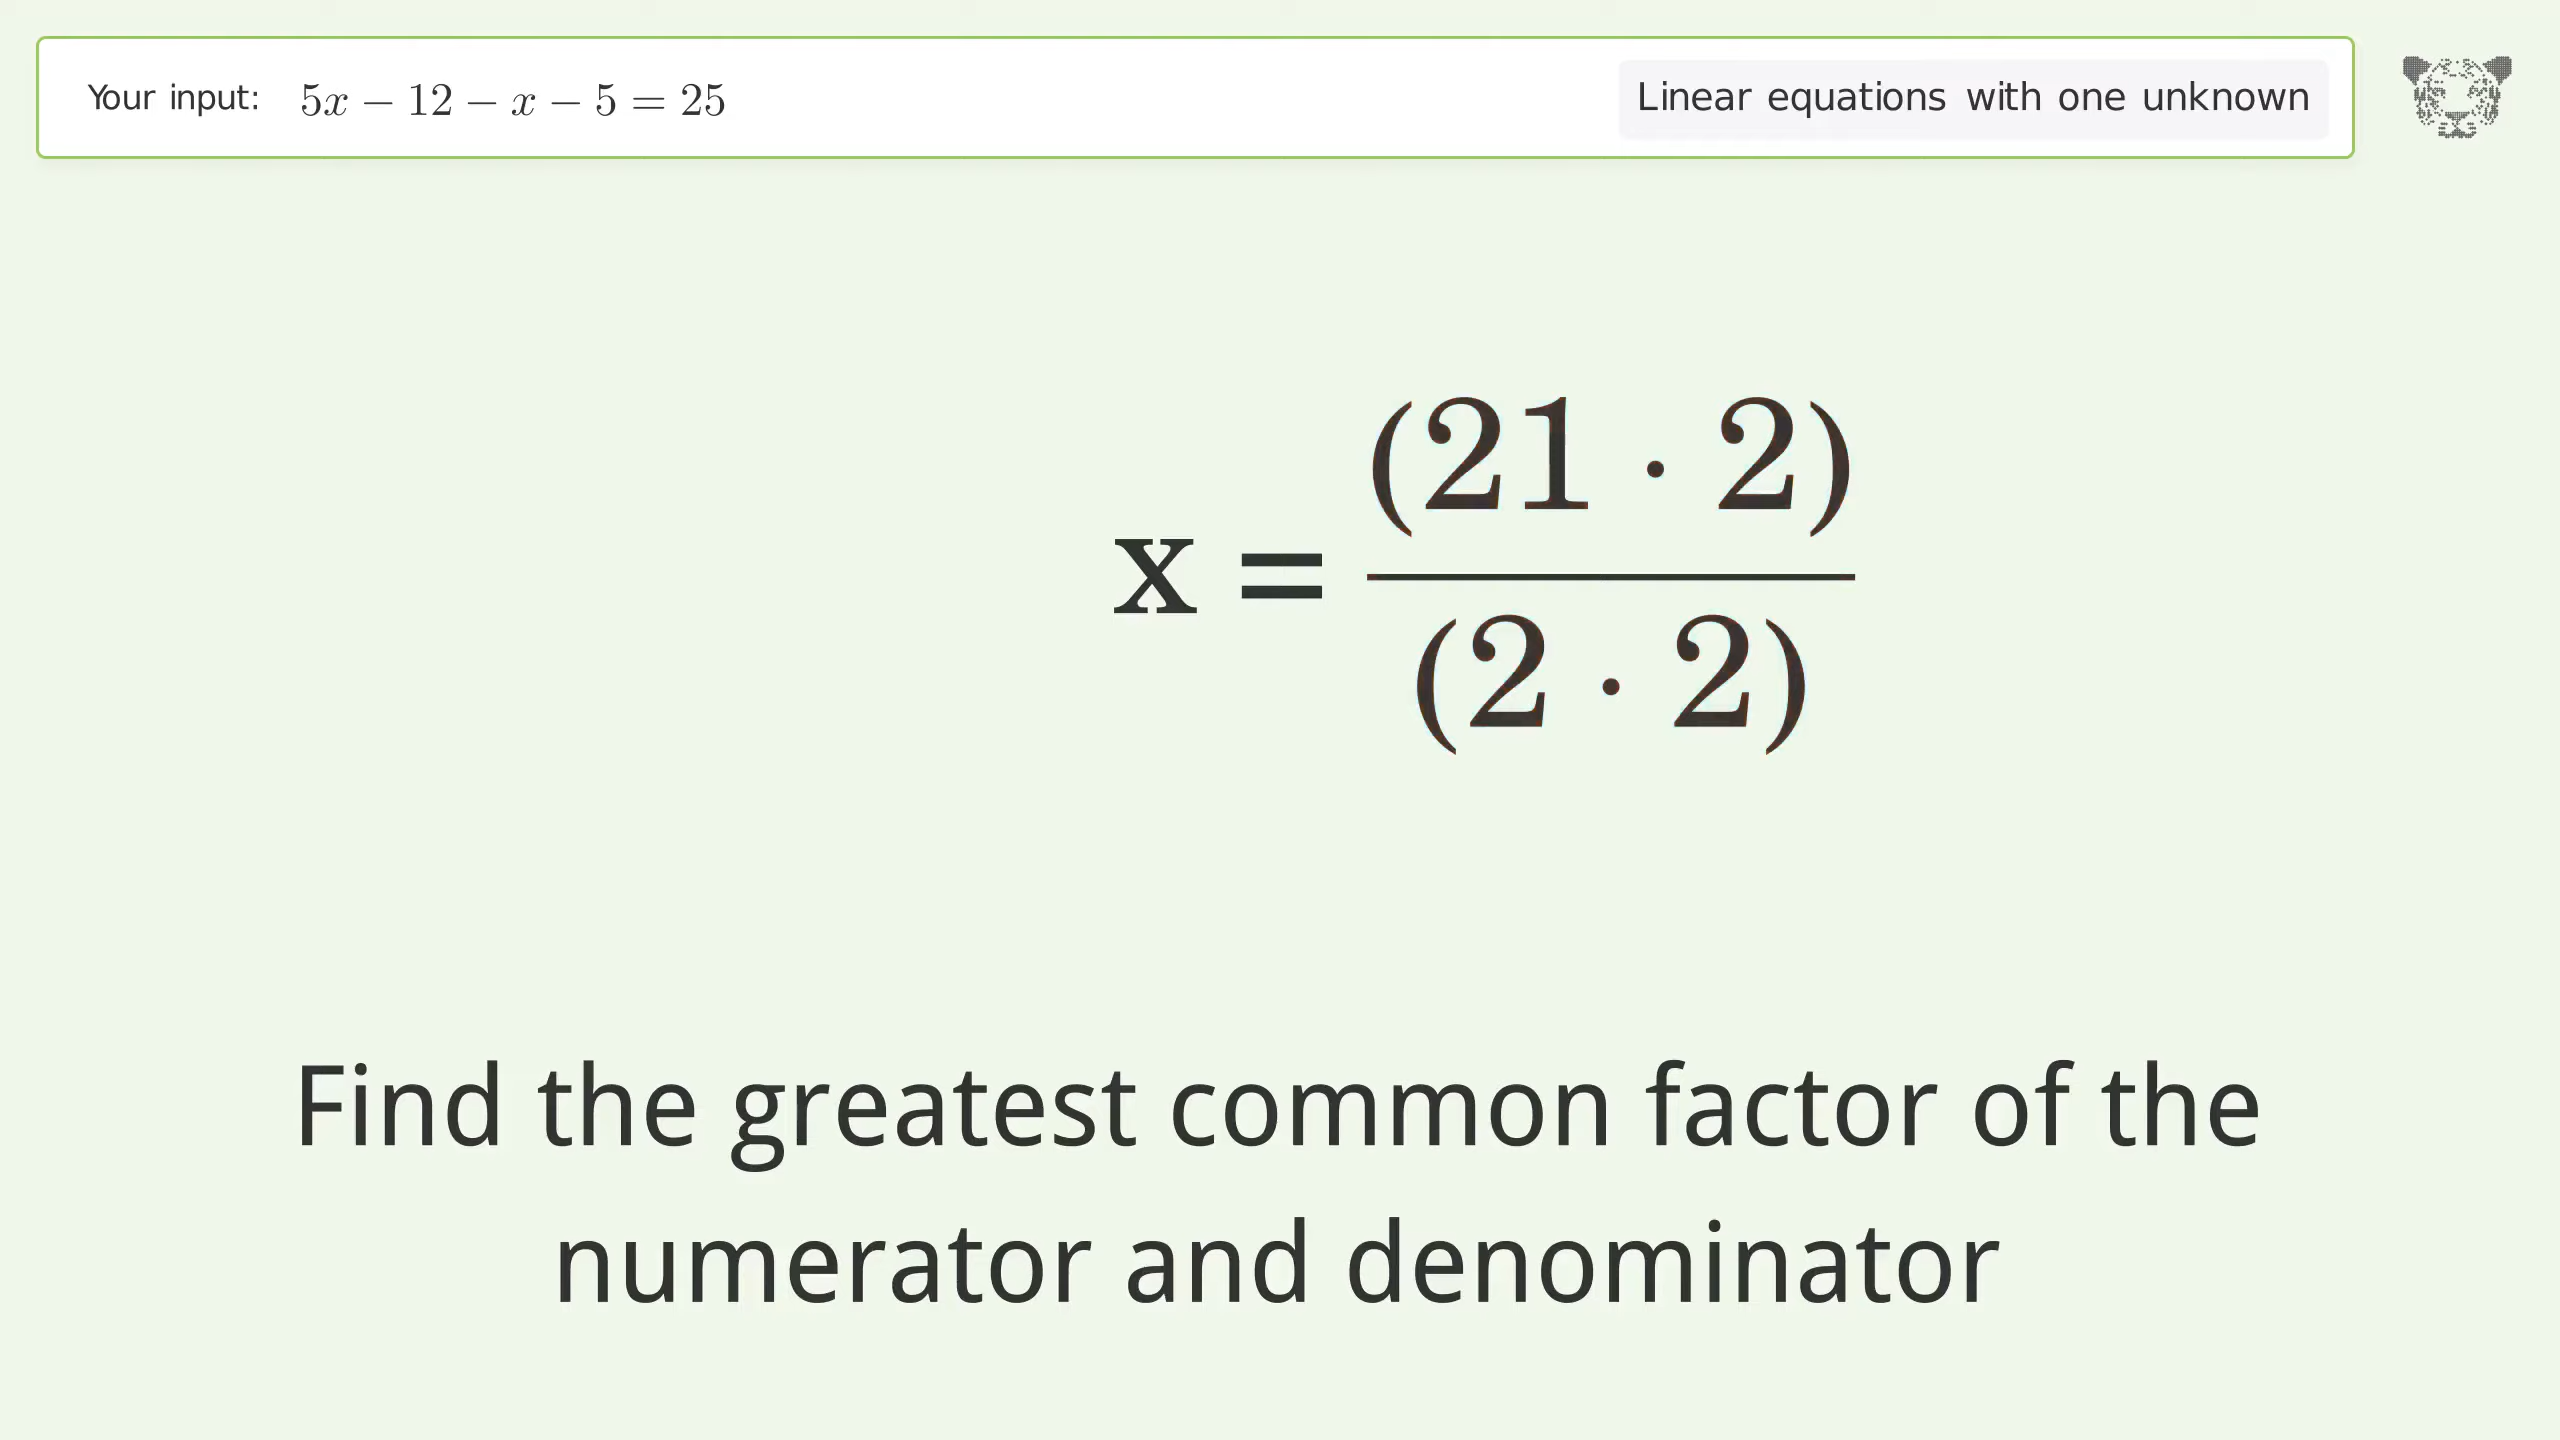 Your input: 5x − 12 − x − 5 = 25
Linear equations with one unknown
x = (21 · 2) / (2 · 2)
Find the greatest common factor of the
numerator and denominator